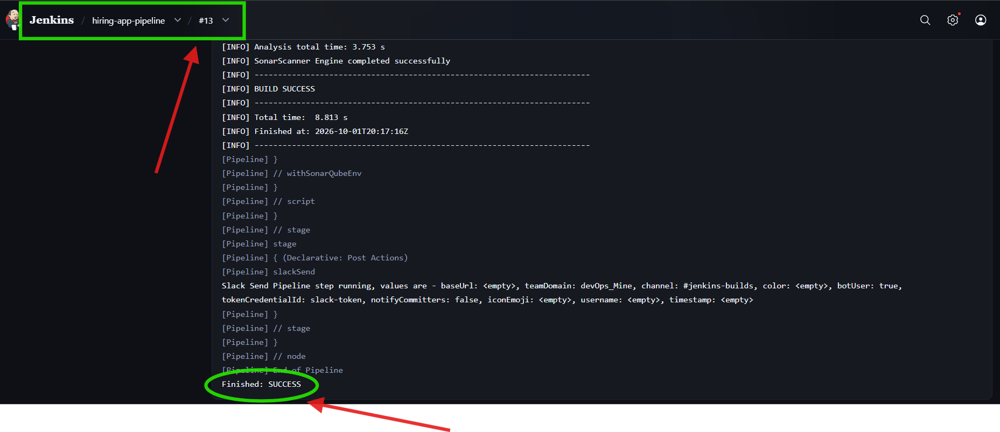 Jenkins / hiring-app-pipeline / #13
[INFO] Analysis total time: 3.753 s
[INFO] SonarScanner Engine completed successfully
[INFO] ------------------------------------------------------------------------
[INFO] BUILD SUCCESS
[INFO] ------------------------------------------------------------------------
[INFO] Total time:  8.813 s
[INFO] Finished at: 2026-10-01T20:17:16Z
[INFO] ------------------------------------------------------------------------
[Pipeline] }
[Pipeline] // withSonarQubeEnv
[Pipeline] }
[Pipeline] // script
[Pipeline] }
[Pipeline] // stage
[Pipeline] stage
[Pipeline] { (Declarative: Post Actions)
[Pipeline] slackSend
Slack Send Pipeline step running, values are - baseUrl: <empty>, teamDomain: devOps_Mine, channel: #jenkins-builds, color: <empty>, botUser: true,
tokenCredentialId: slack-token, notifyCommitters: false, iconEmoji: <empty>, username: <empty>, timestamp: <empty>
[Pipeline] }
[Pipeline] // stage
[Pipeline] }
[Pipeline] // node
[Pipeline] End of Pipeline
Finished: SUCCESS